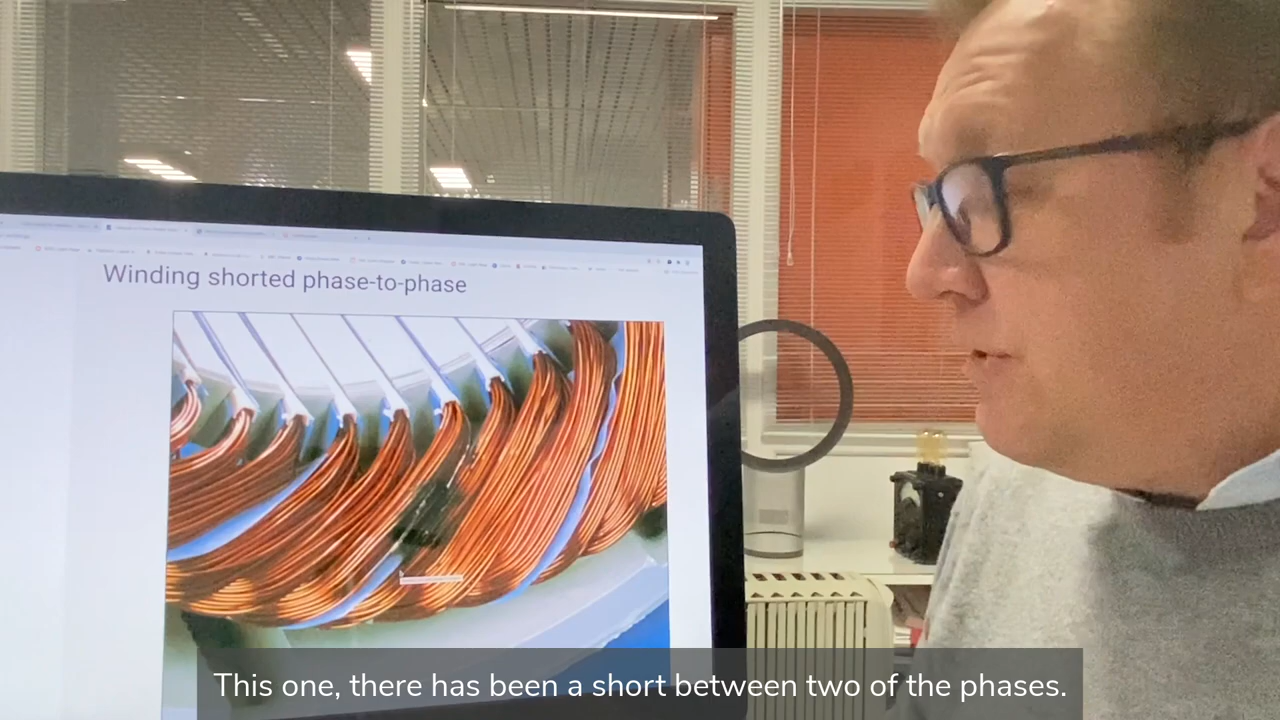 Winding shorted phase-to-phase
This one, there has been a short between two of the phases.